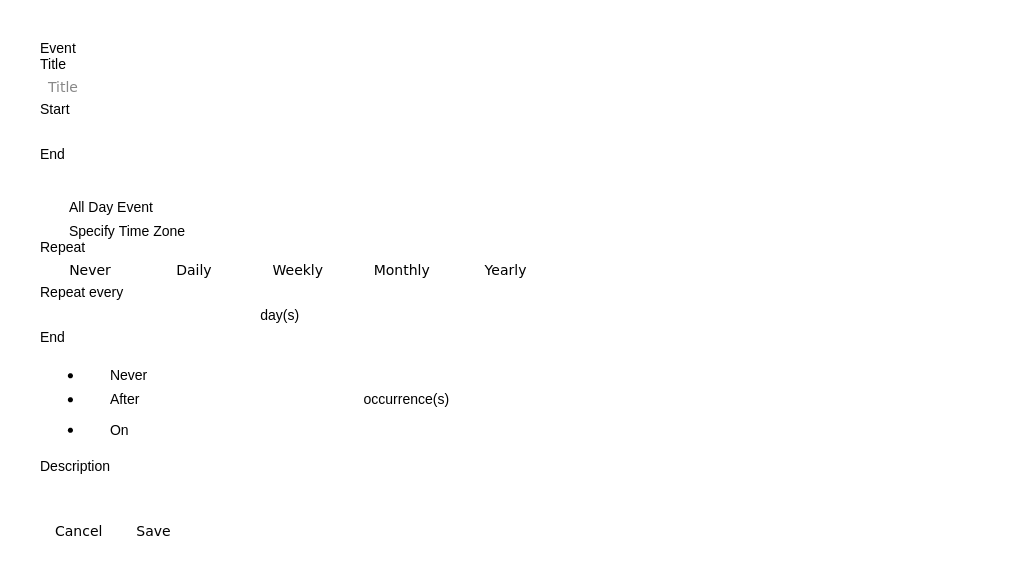 Event
Title
Title
Start
End
All Day Event
Specify Time Zone
Repeat
Never Daily Weekly Monthly Yearly
Repeat every
day(s)
End
• Never
• After occurrence(s)
• On
Description
Cancel Save